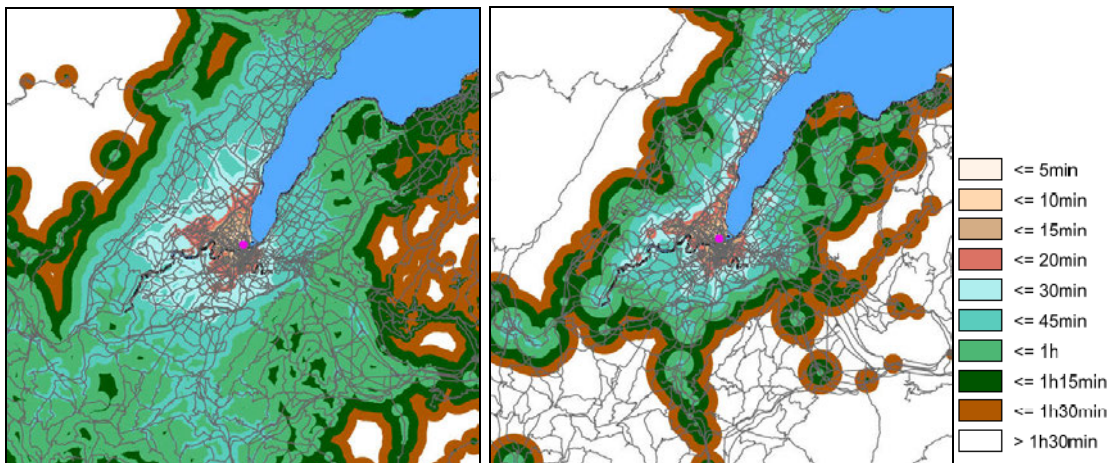 <= 5min
<= 10min
<= 15min
<= 20min
<= 30min
<= 45min
<= 1h
<= 1h15min
<= 1h30min
> 1h30min